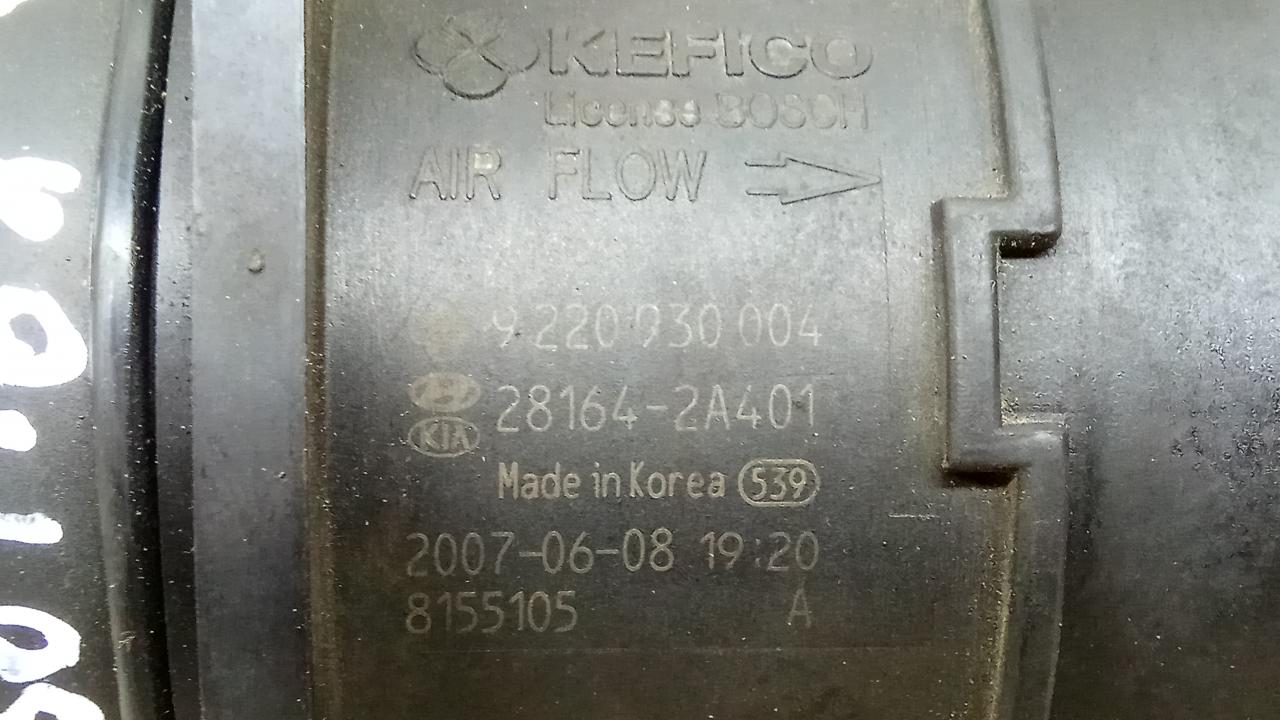 KEFICO
License BOSCH
AIR FLOW
9 220 930 004
28164-2A401
KIA
Made in Korea 539
2007-06-08 19:20
8155105 A